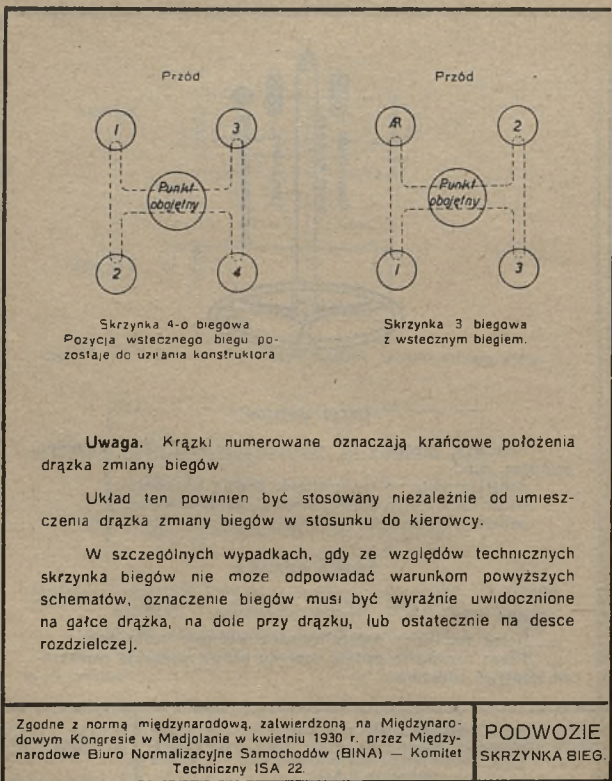 Przód
1
3
Punkt
obojętny
2
4
Skrzynka 4-o biegowa
Pozycja wstecznego biegu po-
zostaje do uznania konstruktora
Przód
AR
2
Punkt
obojętny
1
3
Skrzynka 3 biegowa
z wstecznym biegiem.
Uwaga. Krążki numerowane oznaczają krańcowe położenia
drążka zmiany biegów.
Układ ten powinien być stosowany niezależnie od umiesz-
czenia drążka zmiany biegów w stosunku do kierowcy.
W szczególnych wypadkach, gdy ze względów technicznych
skrzynka biegów nie może odpowiadać warunkom powyższych
schematów, oznaczenie biegów musi być wyraźnie uwidocznione
na gałce drążka, na dole przy drążku, lub ostatecznie na desce
rozdzielczej.
Zgodne z normą międzynarodową, zatwierdzoną na Międzynaro-
dowym Kongresie w Medjolanie w kwietniu 1930 r. przez Między-
narodowe Biuro Normalizacyjne Samochodów (BINA) — Komitet
Techniczny ISA 22.
PODWOZIE
SKRZYNKA BIEG.